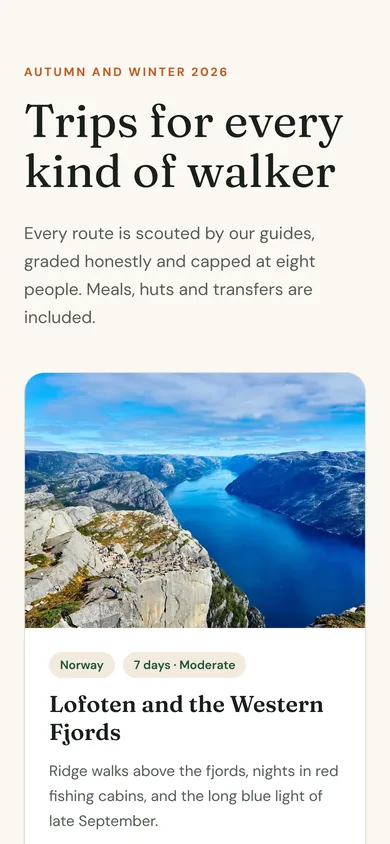 AUTUMN AND WINTER 2026
Trips for every
kind of walker
Every route is scouted by our guides,
graded honestly and capped at eight
people. Meals, huts and transfers are
included.
Norway
7 days · Moderate
Lofoten and the Western
Fjords
Ridge walks above the fjords, nights in red
fishing cabins, and the long blue light of
late September.